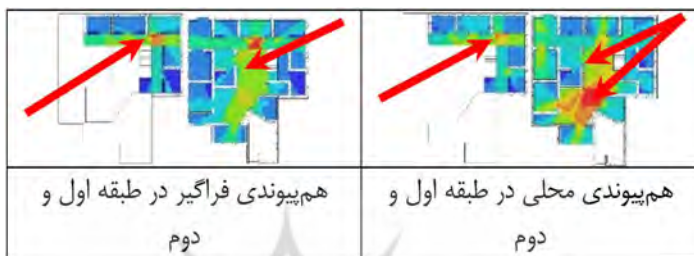 هم‌پیوندی محلی در طبقه اول و
دوم
هم‌پیوندی فراگیر در طبقه اول و
دوم